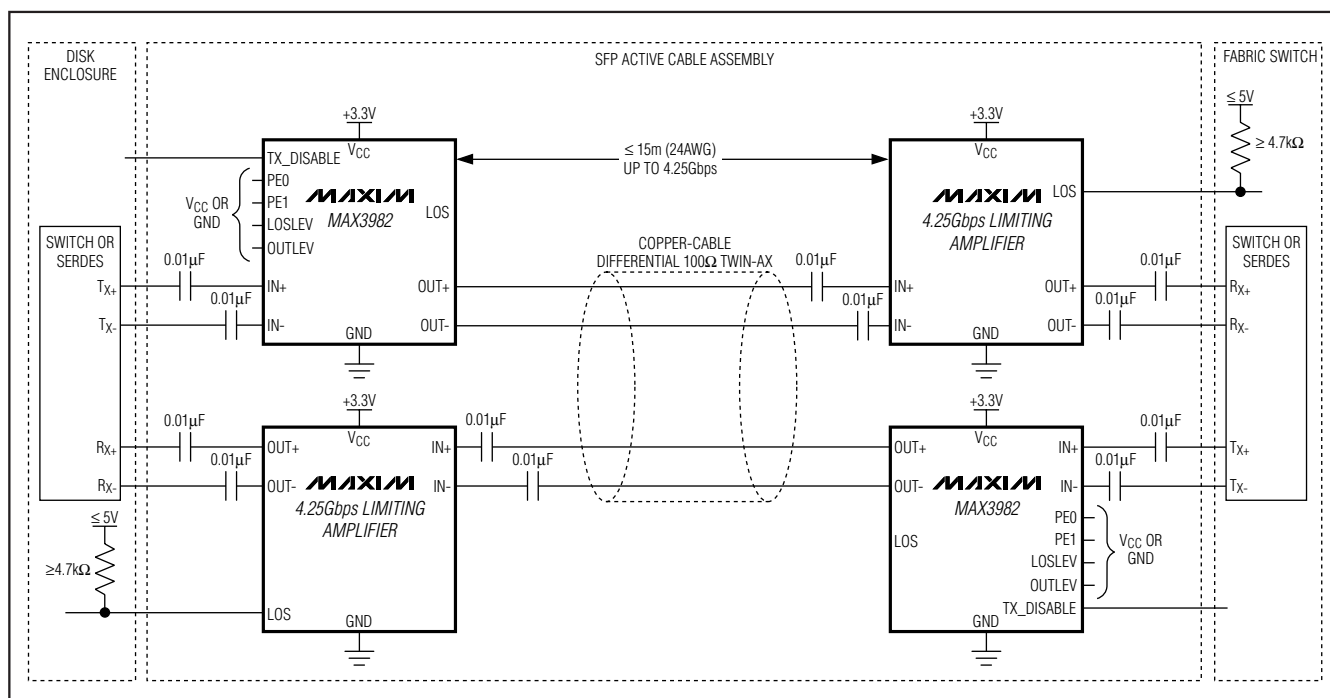 DISK
ENCLOSURE
SFP ACTIVE CABLE ASSEMBLY
FABRIC SWITCH
+3.3V
VCC
TX_DISABLE
PE0
PE1
LOSLEV
OUTLEV
VCC OR
GND
MAXIM
MAX3982
LOS
IN+
IN-
OUT+
OUT-
GND
≤ 15m (24AWG)
UP TO 4.25Gbps
COPPER-CABLE
DIFFERENTIAL 100Ω TWIN-AX
+3.3V
VCC
MAXIM
4.25Gbps LIMITING
AMPLIFIER
LOS
IN+
IN-
OUT+
OUT-
GND
≤ 5V
≥ 4.7kΩ
SWITCH OR
SERDES
TX+
TX-
RX+
RX-
0.01µF
0.01µF
0.01µF
0.01µF
0.01µF
0.01µF
SWITCH OR
SERDES
RX+
RX-
TX+
TX-
+3.3V
VCC
OUT+
OUT-
IN+
IN-
MAXIM
4.25Gbps LIMITING
AMPLIFIER
LOS
GND
0.01µF
0.01µF
0.01µF
0.01µF
≤ 5V
≥4.7kΩ
+3.3V
VCC
OUT+
OUT-
IN+
IN-
MAXIM
MAX3982
LOS
PE0
PE1
LOSLEV
OUTLEV
TX_DISABLE
VCC OR
GND
GND
0.01µF
0.01µF